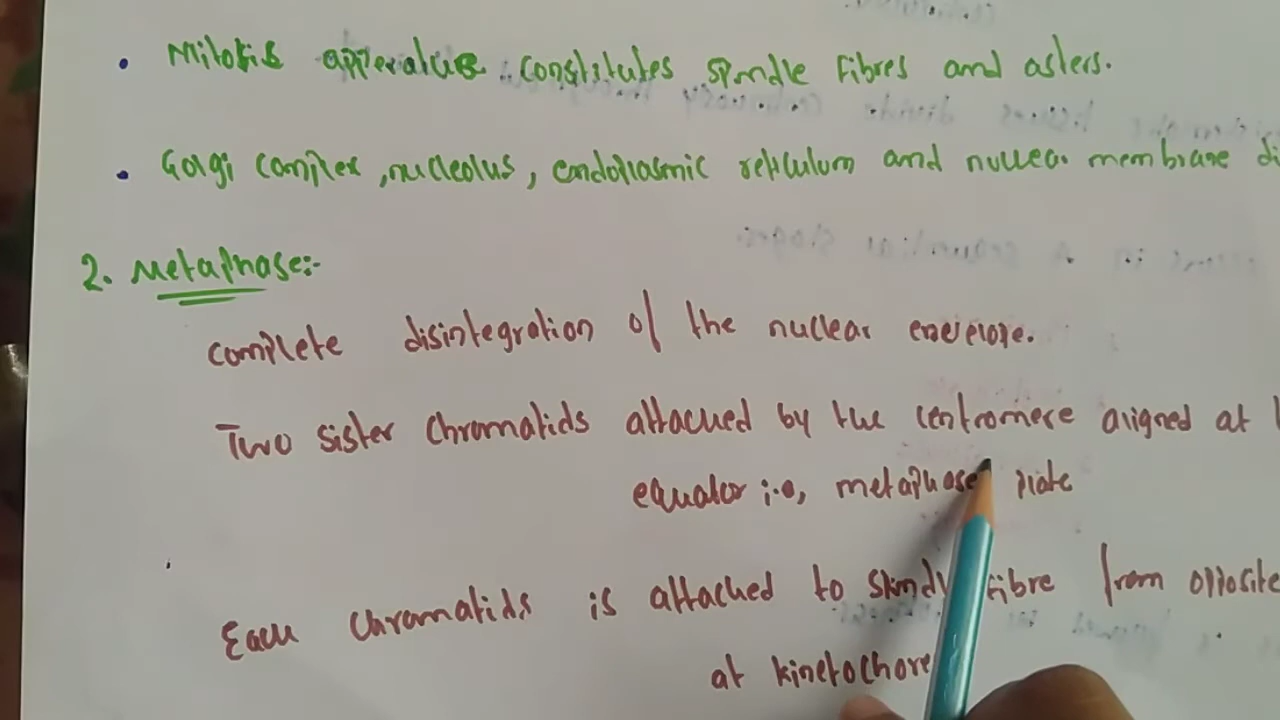 • Mitotic apperatus constitutes spindle fibres and asters.
• Golgi complex, nucleolus, endoplasmic reticulum and nuclear membrane di
2. Metaphase:-
complete disintegration of the nuclear envelope.
Two sister chromatids attached by the centromere aligned at t
equator i.e, metaphase plate
Each chromatids is attached to spindle fibre from opposite
at kinetochore